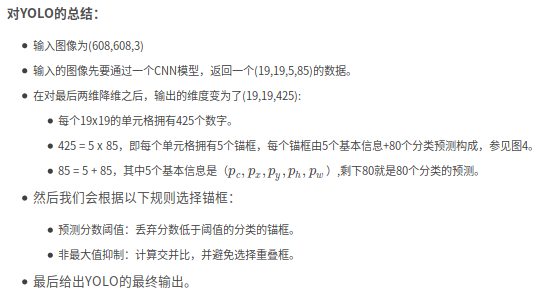 对YOLO的总结：
输入图像为(608,608,3)
输入的图像先要通过一个CNN模型，返回一个(19,19,5,85)的数据。
在对最后两维降维之后，输出的维度变为了(19,19,425):
每个19x19的单元格拥有425个数字。
425 = 5 x 85，即每个单元格拥有5个锚框，每个锚框由5个基本信息+80个分类预测构成，参见图4。
85 = 5 + 85，其中5个基本信息是（p_c, p_x, p_y, p_h, p_w）,剩下80就是80个分类的预测。
然后我们会根据以下规则选择锚框：
预测分数阈值：丢弃分数低于阈值的分类的锚框。
非最大值抑制：计算交并比，并避免选择重叠框。
最后给出YOLO的最终输出。